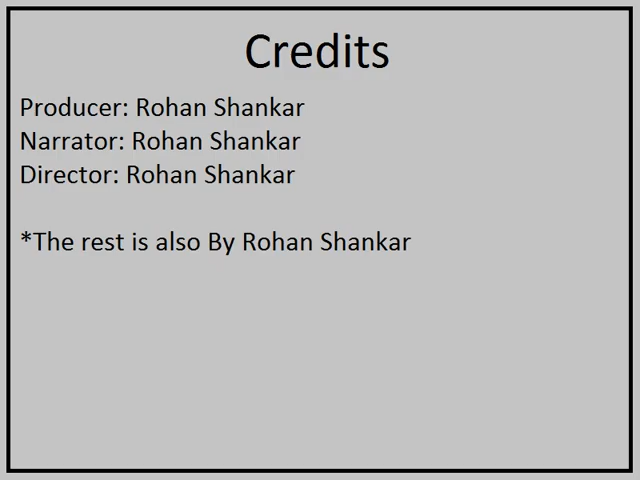 Credits
Producer: Rohan Shankar
Narrator: Rohan Shankar
Director: Rohan Shankar
*The rest is also By Rohan Shankar